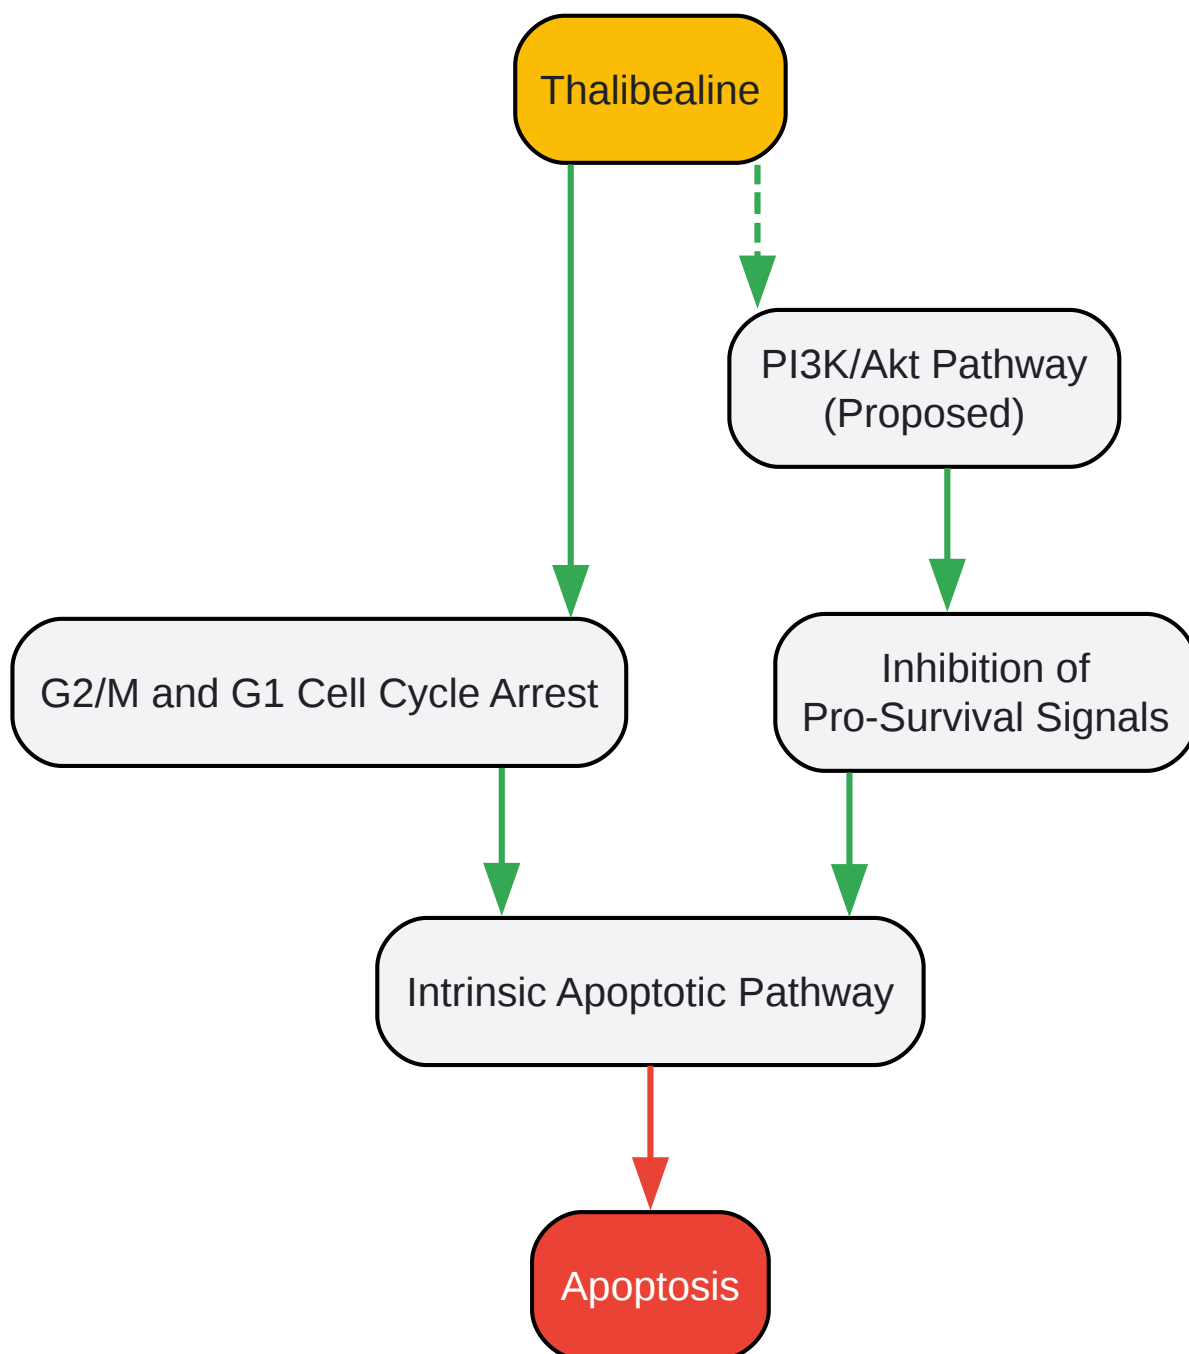 Thalibealine
PI3K/Akt Pathway
(Proposed)
G2/M and G1 Cell Cycle Arrest
Inhibition of
Pro-Survival Signals
Intrinsic Apoptotic Pathway
Apoptosis